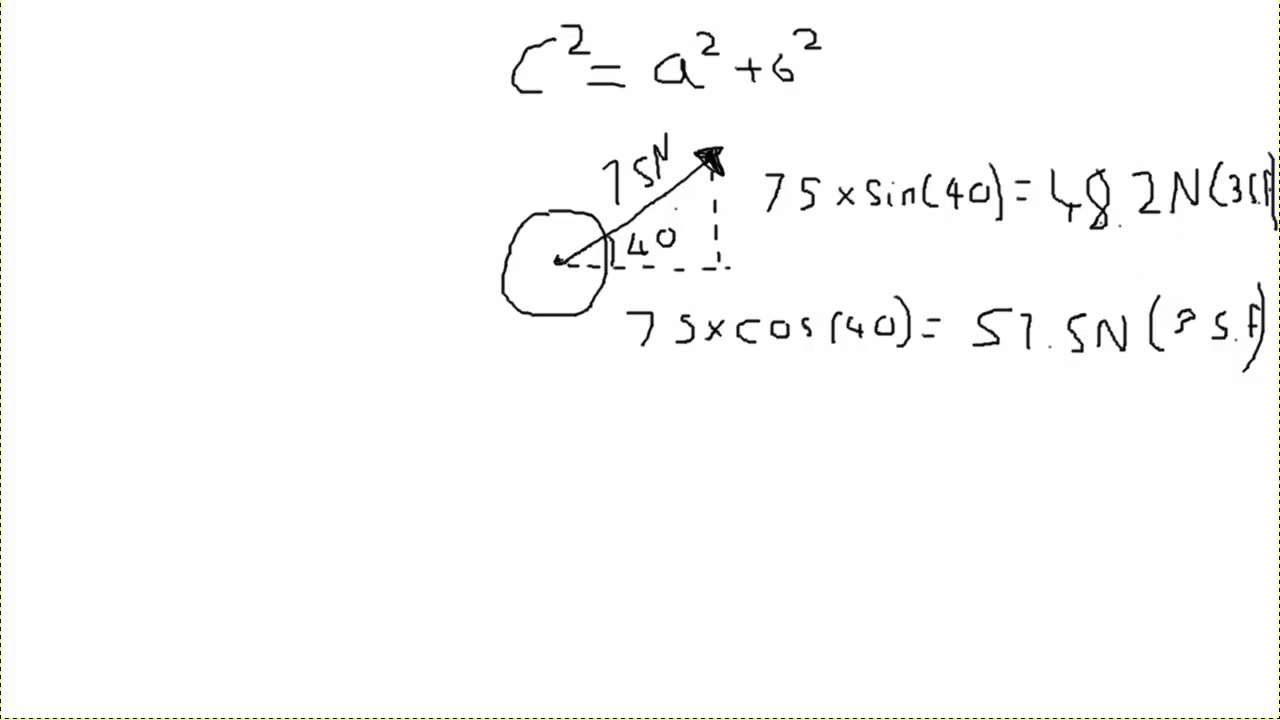 C² = a² + b²
75N
75 x sin(40) = 48.2N (3S.F)
40
75 x cos(40) = 57.5N (3 S.F)